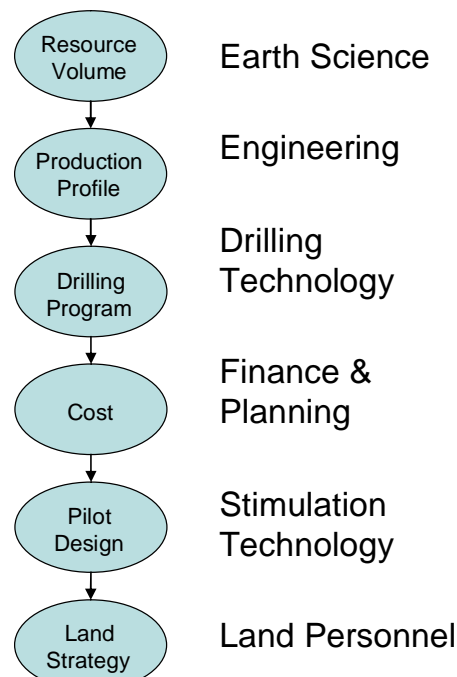 Resource
Volume
Earth Science
Production
Profile
Engineering
Drilling
Program
Drilling
Technology
Cost
Finance &
Planning
Pilot
Design
Stimulation
Technology
Land
Strategy
Land Personnel